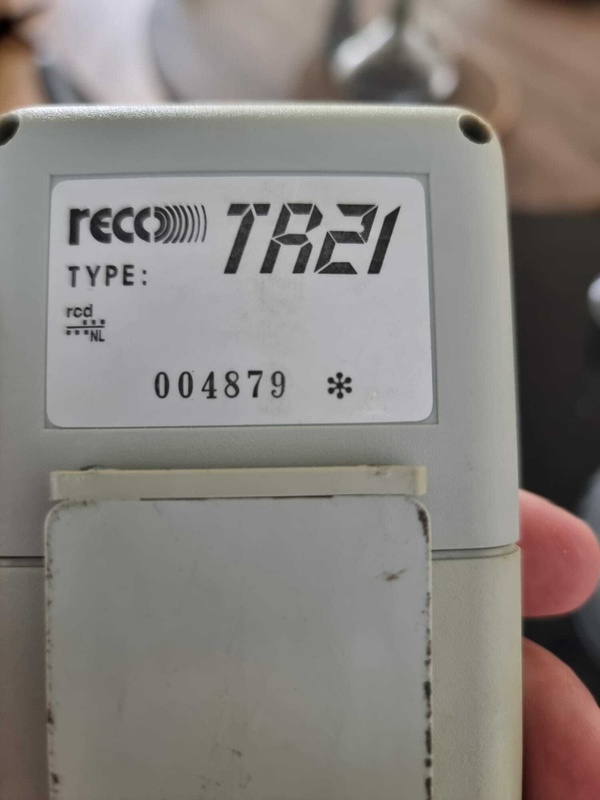 reco TR21
TYPE:
rcd
NL
004879 *